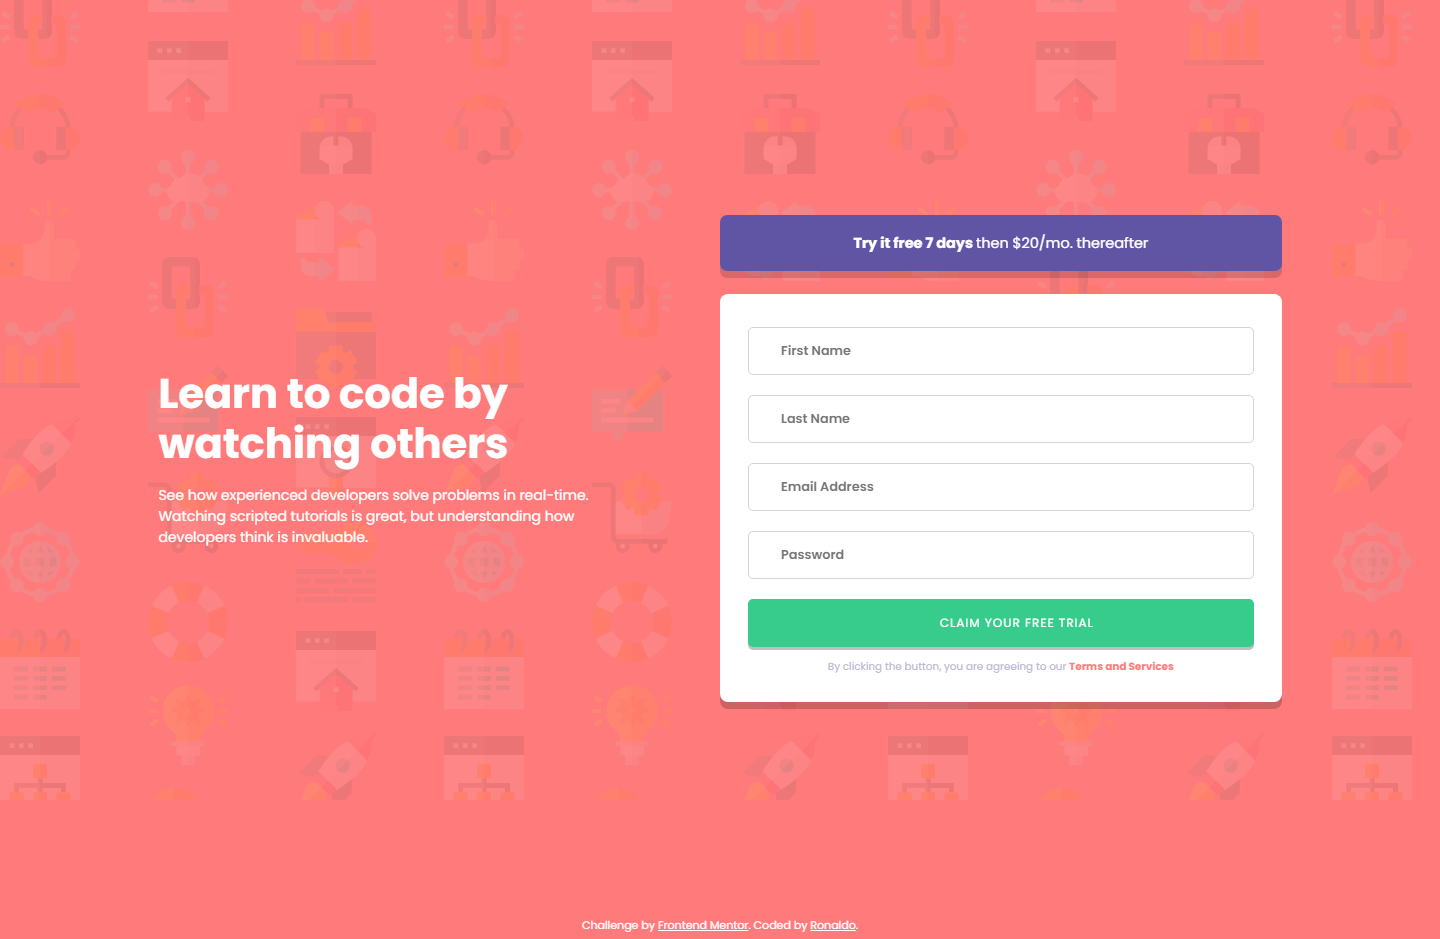 Learn to code by
watching others
See how experienced developers solve problems in real-time.
Watching scripted tutorials is great, but understanding how
developers think is invaluable.
Try it free 7 days then $20/mo. thereafter
First Name
Last Name
Email Address
Password
CLAIM YOUR FREE TRIAL
By clicking the button, you are agreeing to our Terms and Services
Challenge by Frontend Mentor. Coded by Ronaldo.